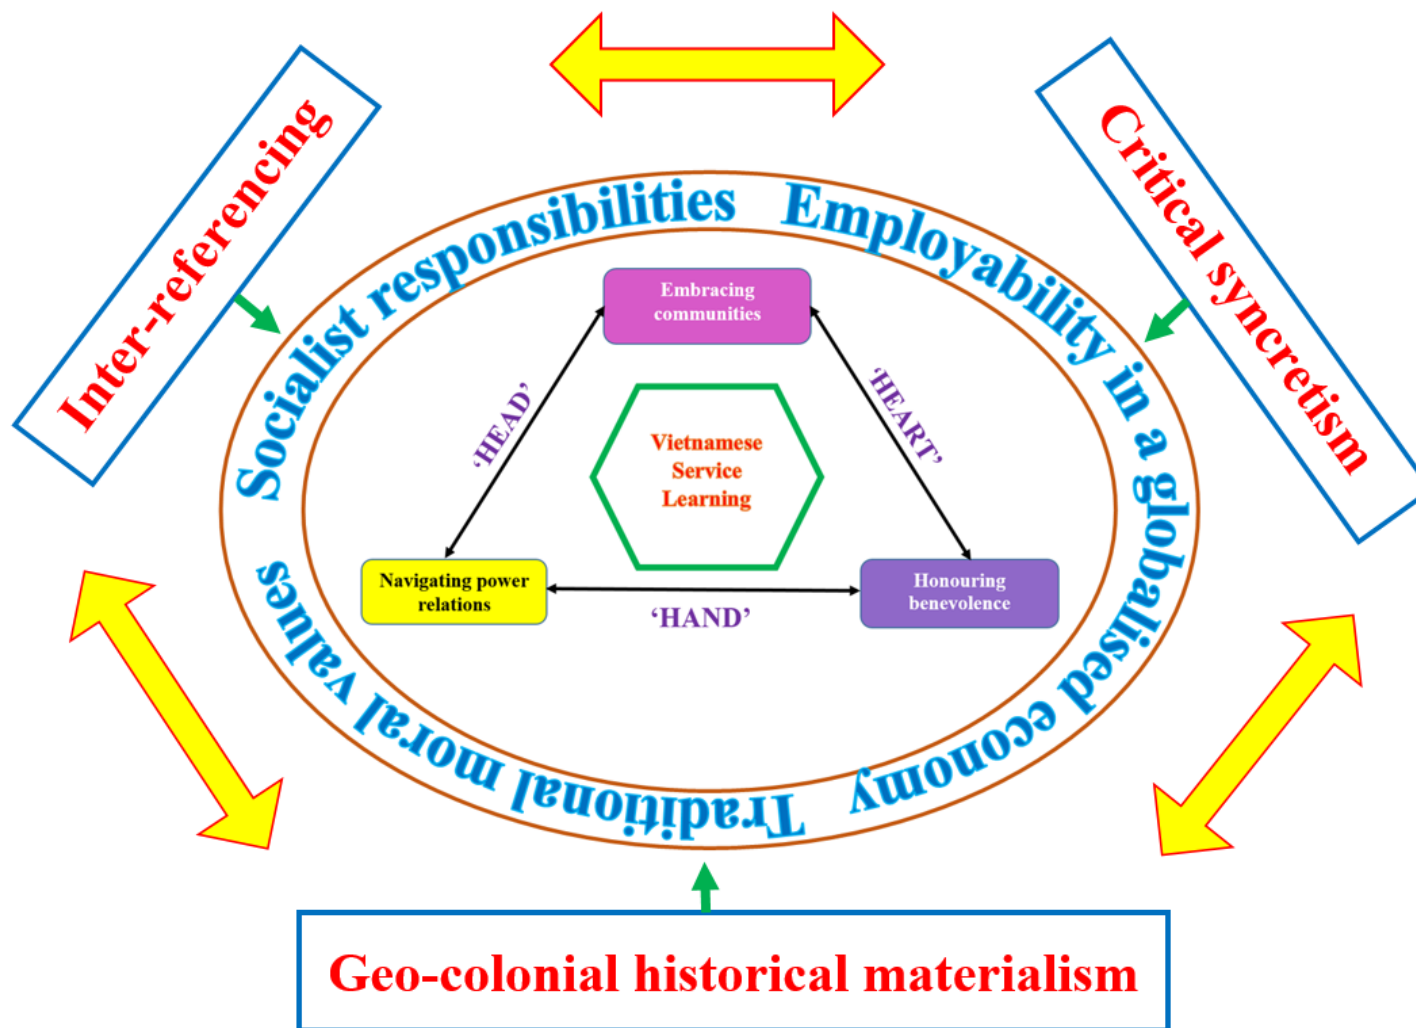 Inter-referencing
Critical syncretism
Socialist responsibilities
Employability in a globalised economy
Traditional moral values
Embracing
communities
'HEAD'
'HEART'
Vietnamese
Service
Learning
Navigating power
relations
Honouring
benevolence
‘HAND’
Geo-colonial historical materialism